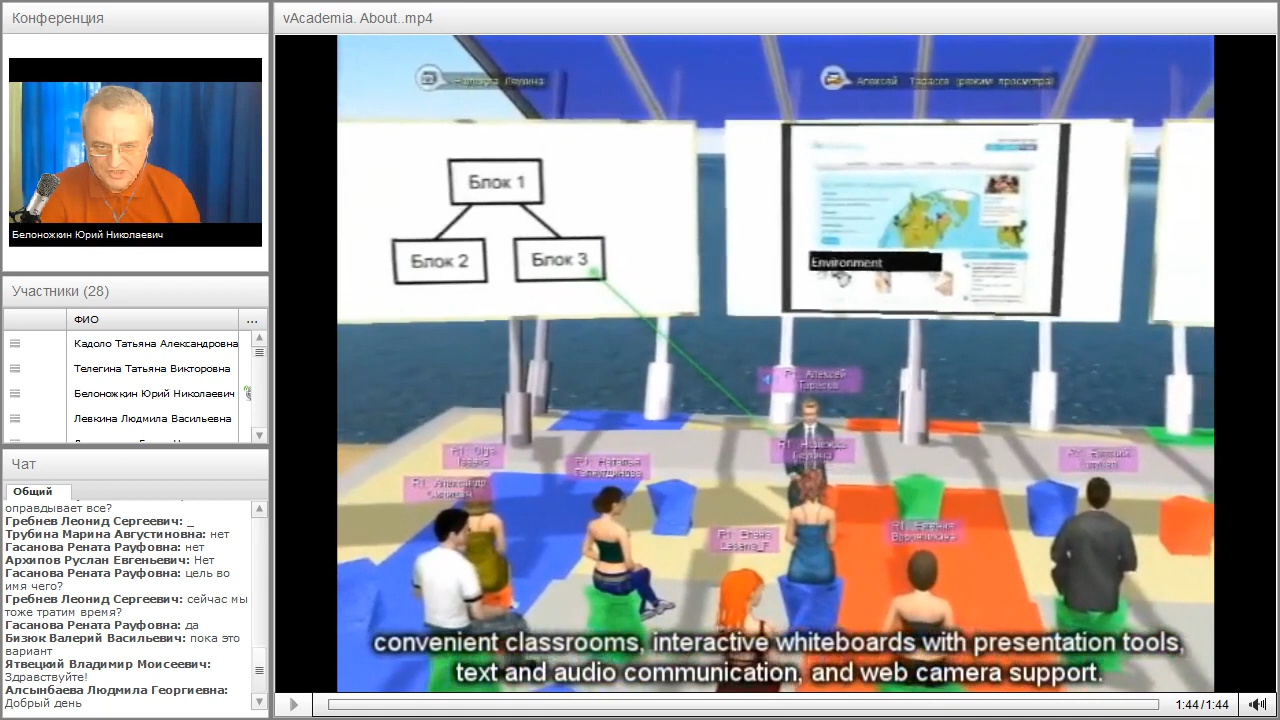 Конференция
Белоножкин Юрий Николаевич
Участники (28)
ФИО
...
Кадоло Татьяна Александровна
Телегина Татьяна Викторовна
Белоножкин Юрий Николаевич
Левкина Людмила Васильевна
Чат
Общий
оправдывает все?
Гребнев Леонид Сергеевич: _
Трубина Марина Августиновна: нет
Гасанова Рената Рауфовна: нет
Архипов Руслан Евгеньевич: Нет
Гасанова Рената Рауфовна: цель во
имя чего?
Гребнев Леонид Сергеевич: сейчас мы
тоже тратим время?
Гасанова Рената Рауфовна: да
Бизюк Валерий Васильевич: пока это
вариант
Явтецкий Владимир Моисеевич:
Здравствуйте!
Алсынбаева Людмила Георгиевна:
Добрый день
vAcademia. About..mp4
Алексей Тарасов (режим просмотра)
Блок 1
Блок 2
Блок 3
Environment
convenient classrooms, interactive whiteboards with presentation tools,
text and audio communication, and web camera support.
1:44/1:44